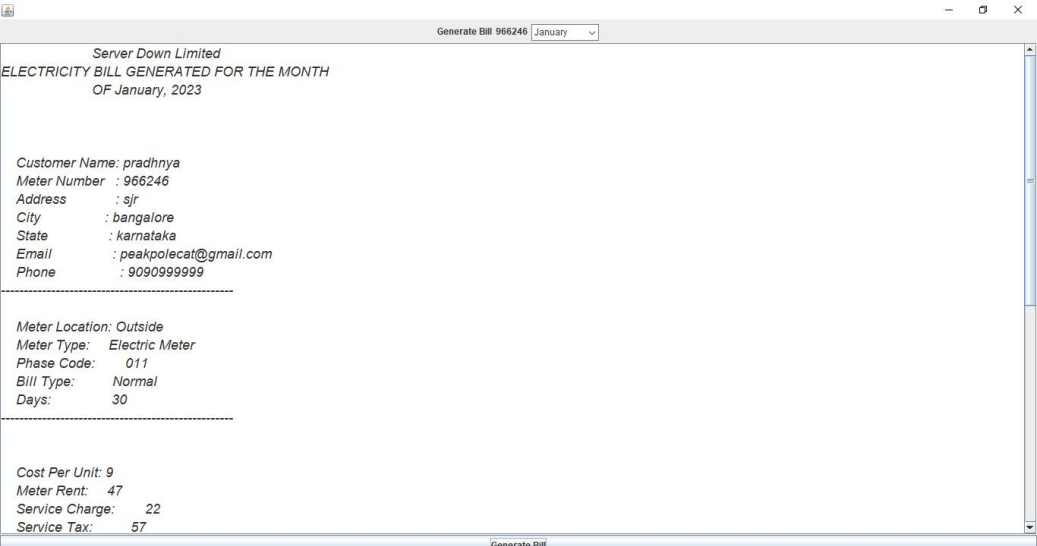 Generate Bill 966246 January
Server Down Limited
ELECTRICITY BILL GENERATED FOR THE MONTH
OF January, 2023
Customer Name: pradhnya
Meter Number : 966246
Address : sjr
City : bangalore
State : karnataka
Email : peakpolecat@gmail.com
Phone : 9090999999
--------------------------------------------------
Meter Location: Outside
Meter Type: Electric Meter
Phase Code: 011
Bill Type: Normal
Days: 30
--------------------------------------------------
Cost Per Unit: 9
Meter Rent: 47
Service Charge: 22
Service Tax: 57
Generate Bill